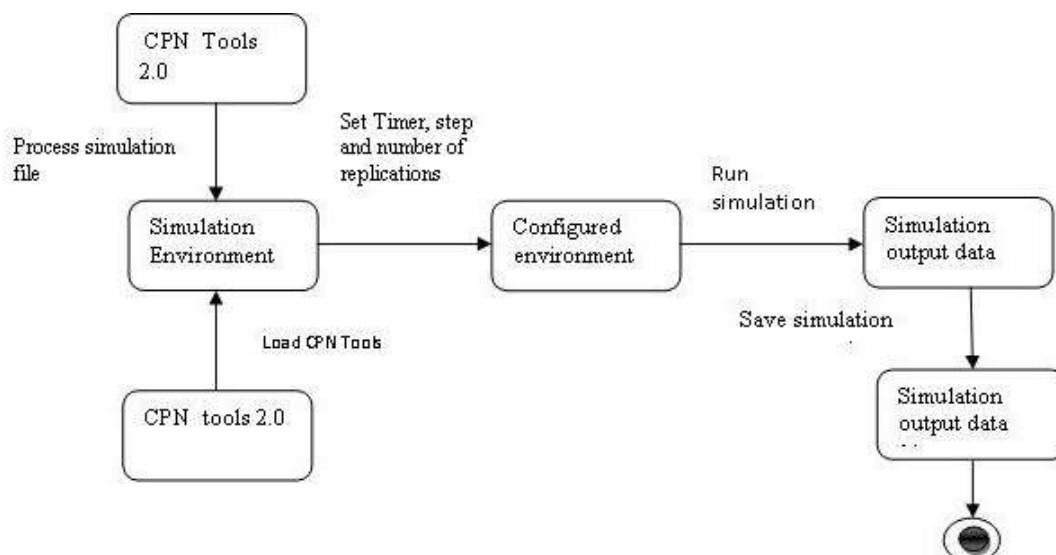 CPN Tools
2.0
Process simulation
file
Set Timer, step
and number of
replications
Run
simulation
Simulation
Environment
Configured
environment
Simulation
output data
Save simulation
Load CPN Tools
CPN tools 2.0
Simulation
output data